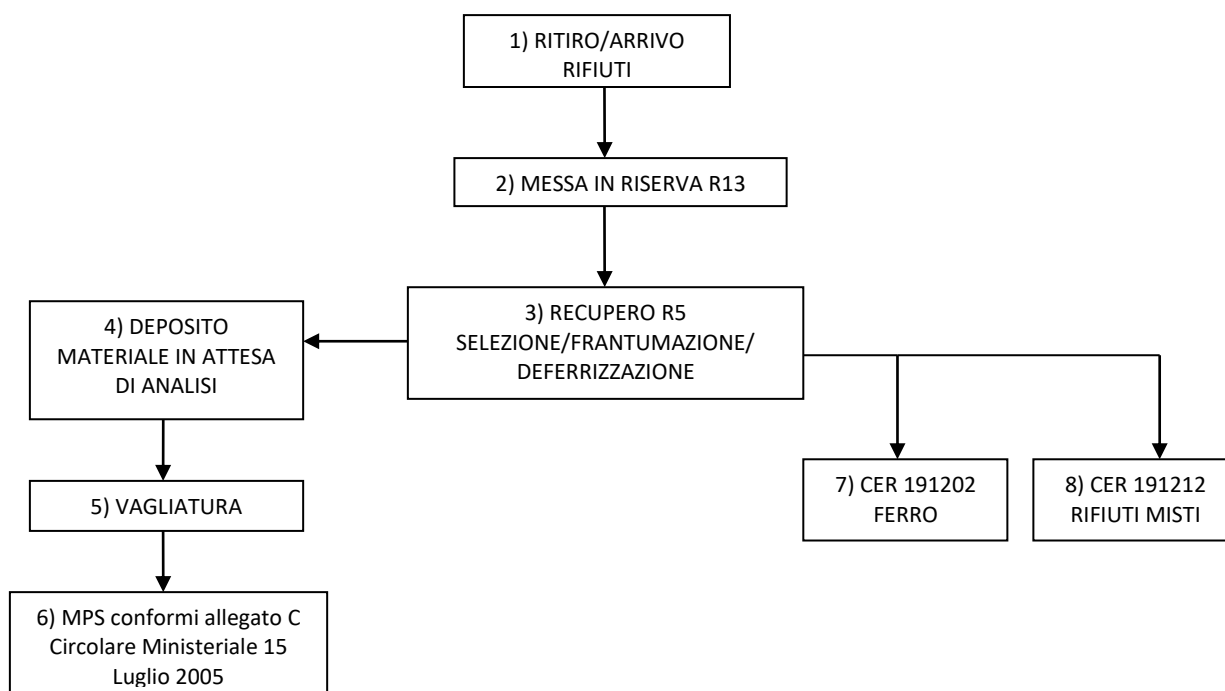 1) RITIRO/ARRIVO
RIFIUTI
2) MESSA IN RISERVA R13
3) RECUPERO R5
SELEZIONE/FRANTUMAZIONE/
DEFERRIZZAZIONE
4) DEPOSITO
MATERIALE IN ATTESA
DI ANALISI
5) VAGLIATURA
6) MPS conformi allegato C
Circolare Ministeriale 15
Luglio 2005
7) CER 191202
FERRO
8) CER 191212
RIFIUTI MISTI